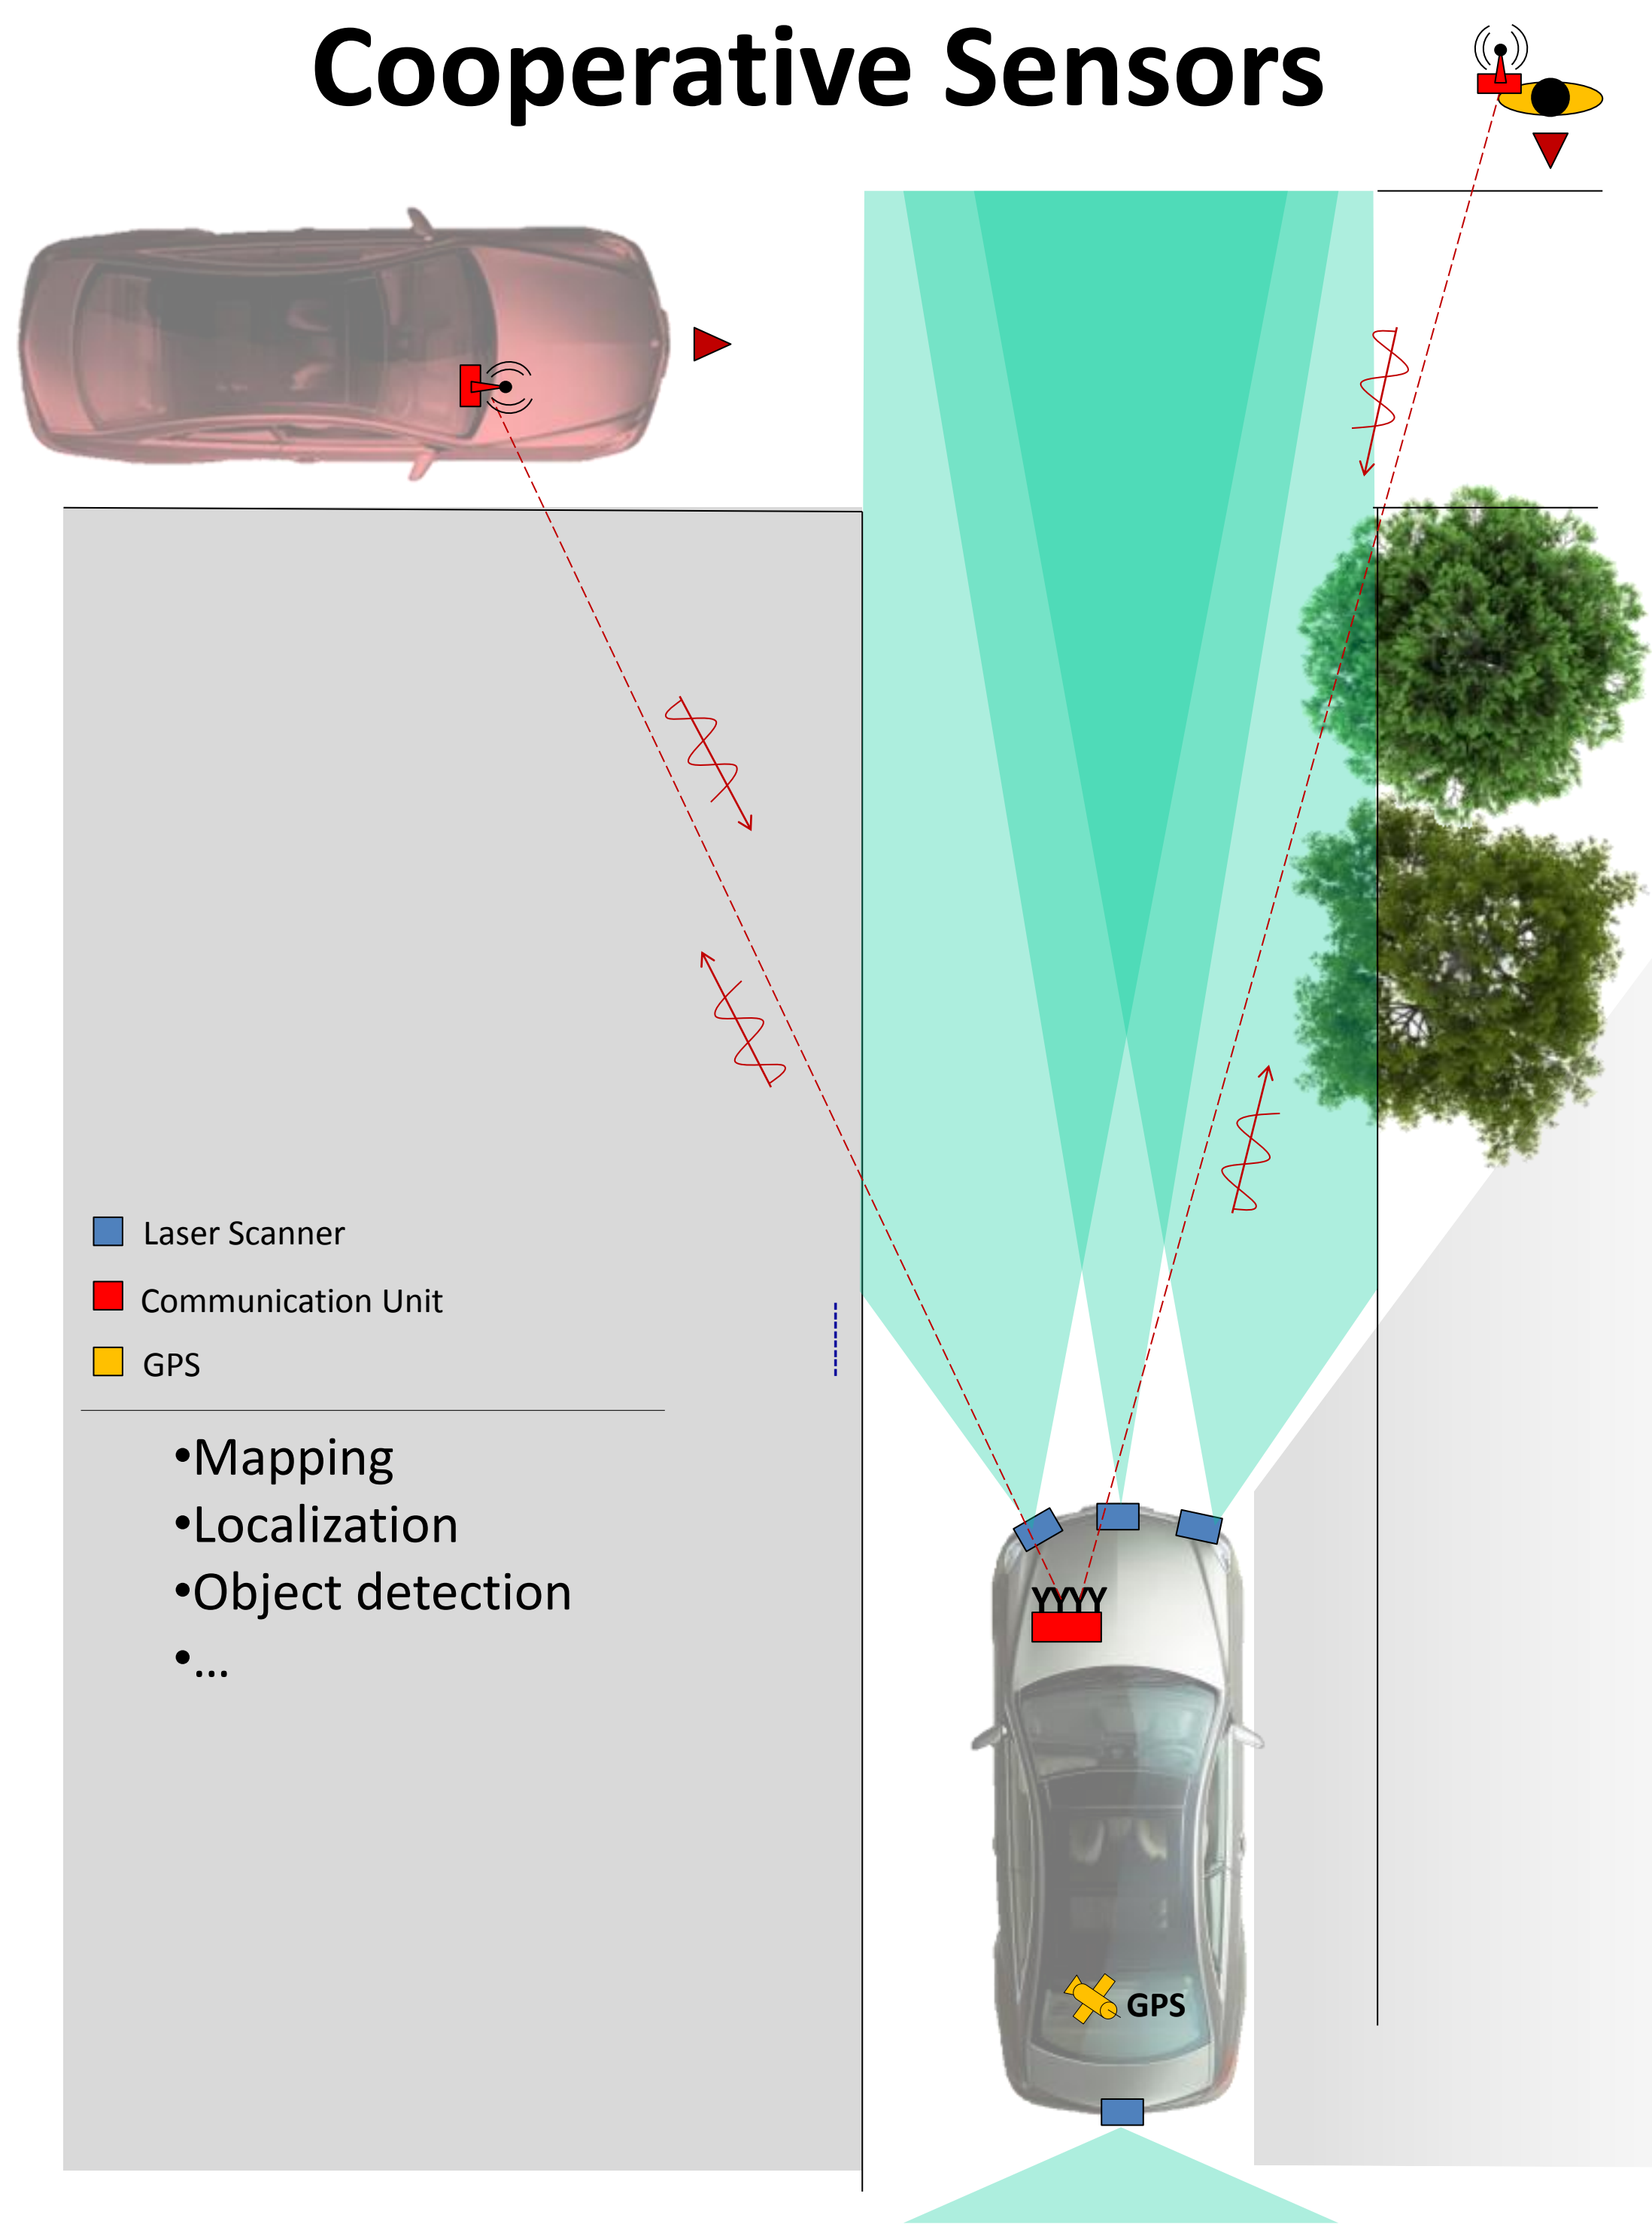 Cooperative Sensors
Laser Scanner
Communication Unit
GPS
•Mapping
•Localization
•Object detection
•...
YYYY
GPS